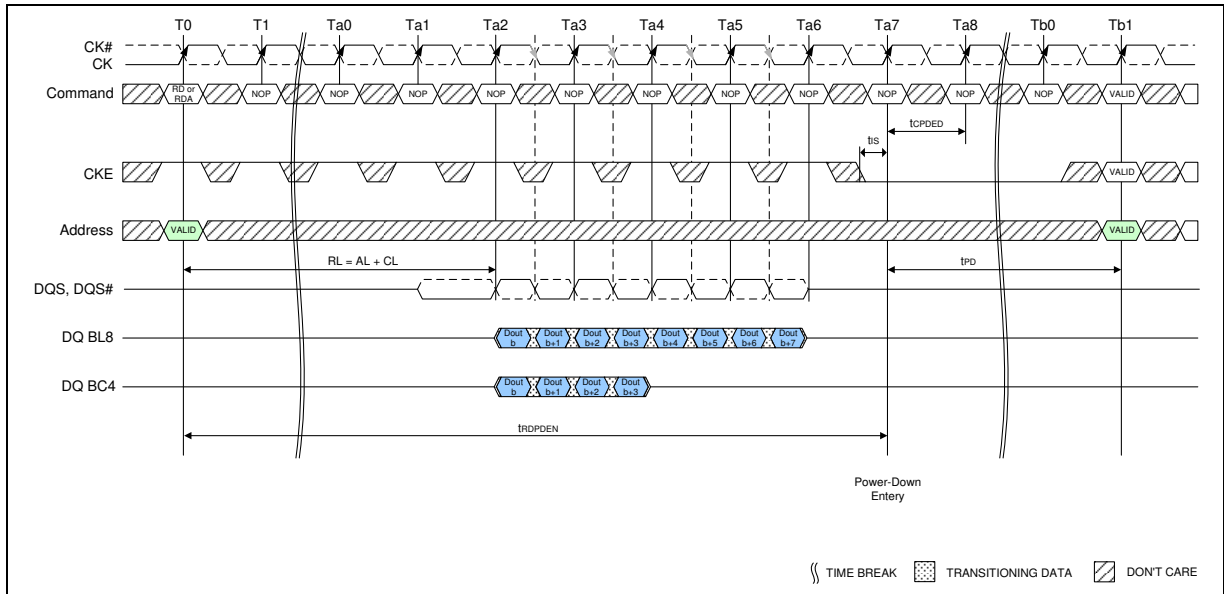 T0 T1 Ta0 Ta1 Ta2 Ta3 Ta4 Ta5 Ta6 Ta7 Ta8 Tb0 Tb1
CK#
CK
Command RD or RDA NOP NOP NOP NOP NOP NOP NOP NOP NOP NOP NOP VALID
tCPDED
tIS
CKE VALID
Address VALID VALID
RL = AL + CL tPD
DQS, DQS#
DQ BL8 Dout b Dout b+1 Dout b+2 Dout b+3 Dout b+4 Dout b+5 Dout b+6 Dout b+7
DQ BC4 Dout b Dout b+1 Dout b+2 Dout b+3
tRDPDEN
Power-Down
Entery
TIME BREAK TRANSITIONING DATA DON'T CARE